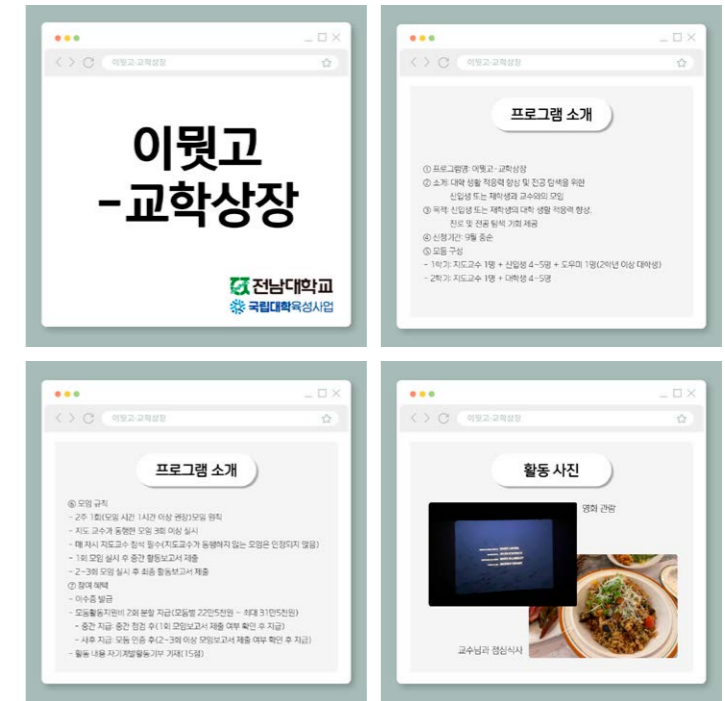 이뭣고-교학상장
이뭣고
-교학상장
전남대학교
국립대학육성사업
이뭣고-교학상장
프로그램 소개
① 프로그램명: 이뭣고-교학상장
② 소개: 대학 생활 적응력 향상 및 전공 탐색을 위한
신입생 또는 재학생과 교수와의 모임
③ 목적: 신입생 또는 재학생의 대학 생활 적응력 향상,
진로 및 전공 탐색 기회 제공
④ 신청기간: 9월 중순
⑤ 모둠 구성
- 1학기: 지도교수 1명 + 신입생 4~5명 + 도우미 1명(2학년 이상 대학생)
- 2학기: 지도교수 1명 + 대학생 4~5명
이뭣고-교학상장
프로그램 소개
⑥ 모임 규칙
- 2주 1회(모임 시간 1시간 이상 권장)모임 원칙
- 지도 교수가 동행한 모임 3회 이상 실시
- 매 차시 지도교수 참석 필수(지도교수가 동행하지 않는 모임은 인정되지 않음)
- 1회 모임 실시 후 중간 활동보고서 제출
- 2~3회 모임 실시 후 최종 활동보고서 제출
⑦ 참여 혜택
- 이수증 발급
- 모둠활동지원비 2회 분할 지급(모둠별 22만5천원 ~ 최대 31만5천원)
- 중간 지급: 중간 점검 후(1회 모임보고서 제출 여부 확인 후 지급)
- 사후 지급: 모둠 인증 후(2~3회 이상 모임보고서 제출 여부 확인 후 지급)
- 활동 내용 자기계발활동기부 기재(15점)
이뭣고-교학상장
활동 사진
영화 관람
교수님과 점심식사